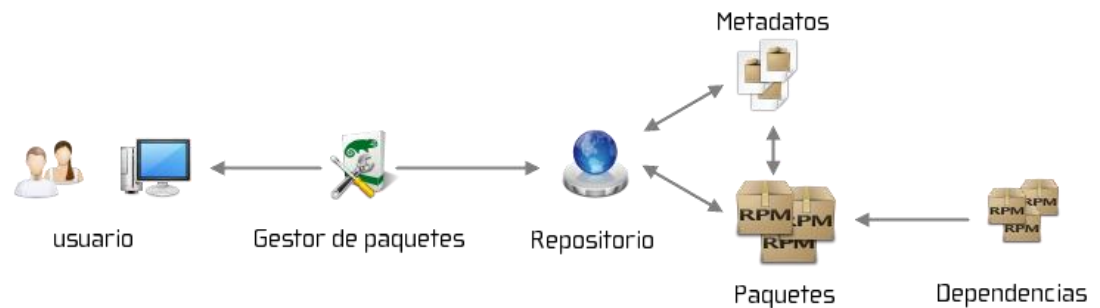 Metadatos
usuario
Gestor de paquetes
Repositorio
RPM
RPM
RPM
Paquetes
RPM
RPM
RPM
Dependencias